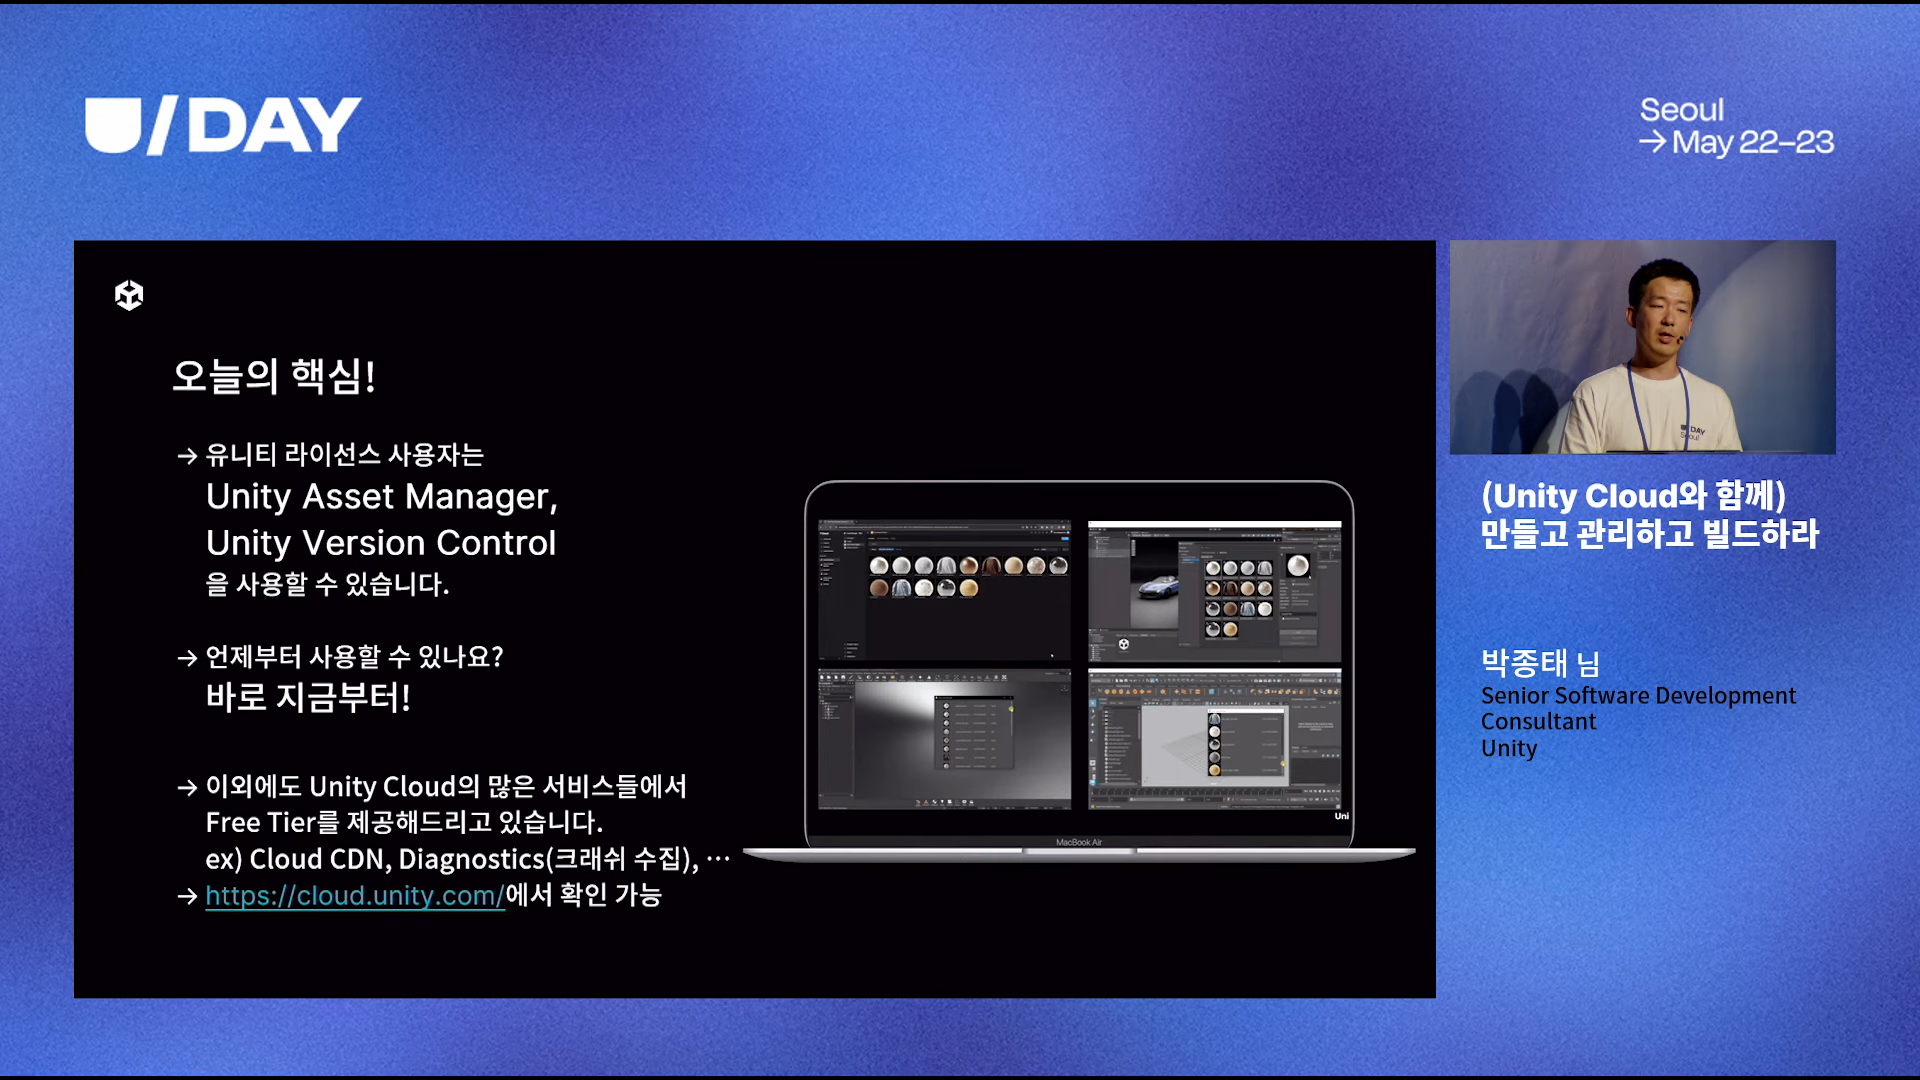 U/DAY
Seoul
→ May 22–23
오늘의 핵심!
→ 유니티 라이선스 사용자는
Unity Asset Manager,
Unity Version Control
을 사용할 수 있습니다.
→ 언제부터 사용할 수 있나요?
바로 지금부터!
→ 이외에도 Unity Cloud의 많은 서비스들에서
Free Tier를 제공해드리고 있습니다.
ex) Cloud CDN, Diagnostics(크래쉬 수집), ⋯
→ https://cloud.unity.com/에서 확인 가능
Uni
MacBook Air
U/DAY
Seoul
(Unity Cloud와 함께)
만들고 관리하고 빌드하라
박종태 님
Senior Software Development
Consultant
Unity